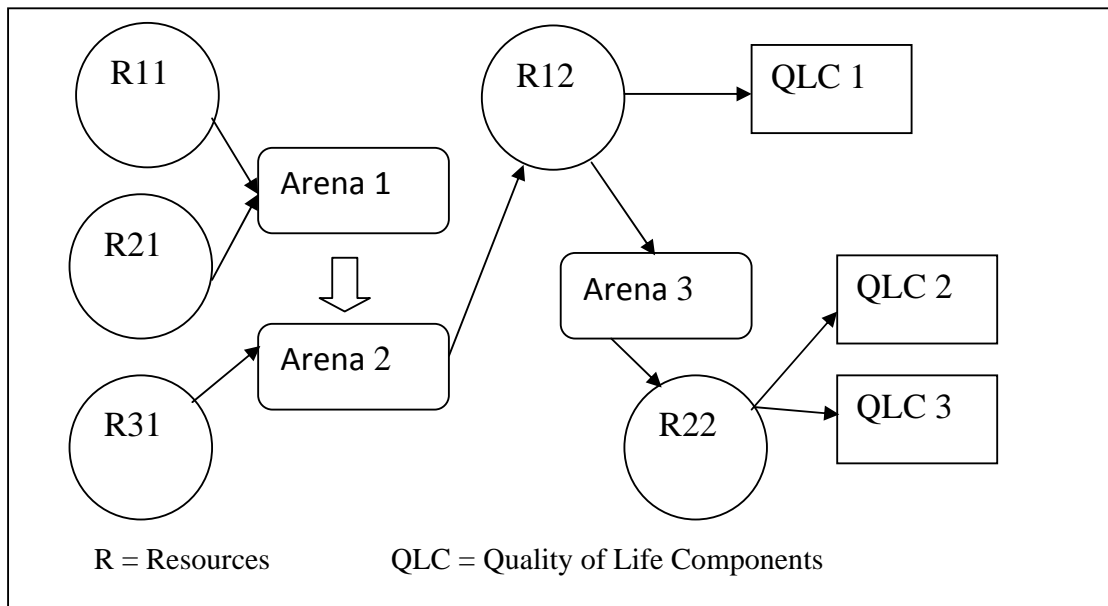 R11
R12
QLC 1
Arena 1
R21
Arena 3
QLC 2
Arena 2
QLC 3
R31
R22
R = Resources
QLC = Quality of Life Components